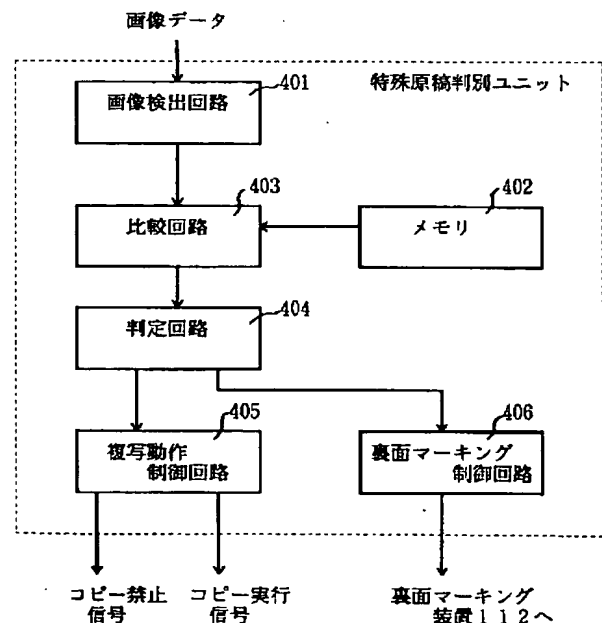 画像データ
401
特殊原稿判別ユニット
画像検出回路
403
402
比較回路
メモリ
404
判定回路
405
406
複写動作
制御回路
裏面マーキング
制御回路
コピー禁止
信号
コピー実行
信号
裏面マーキング
装置112へ